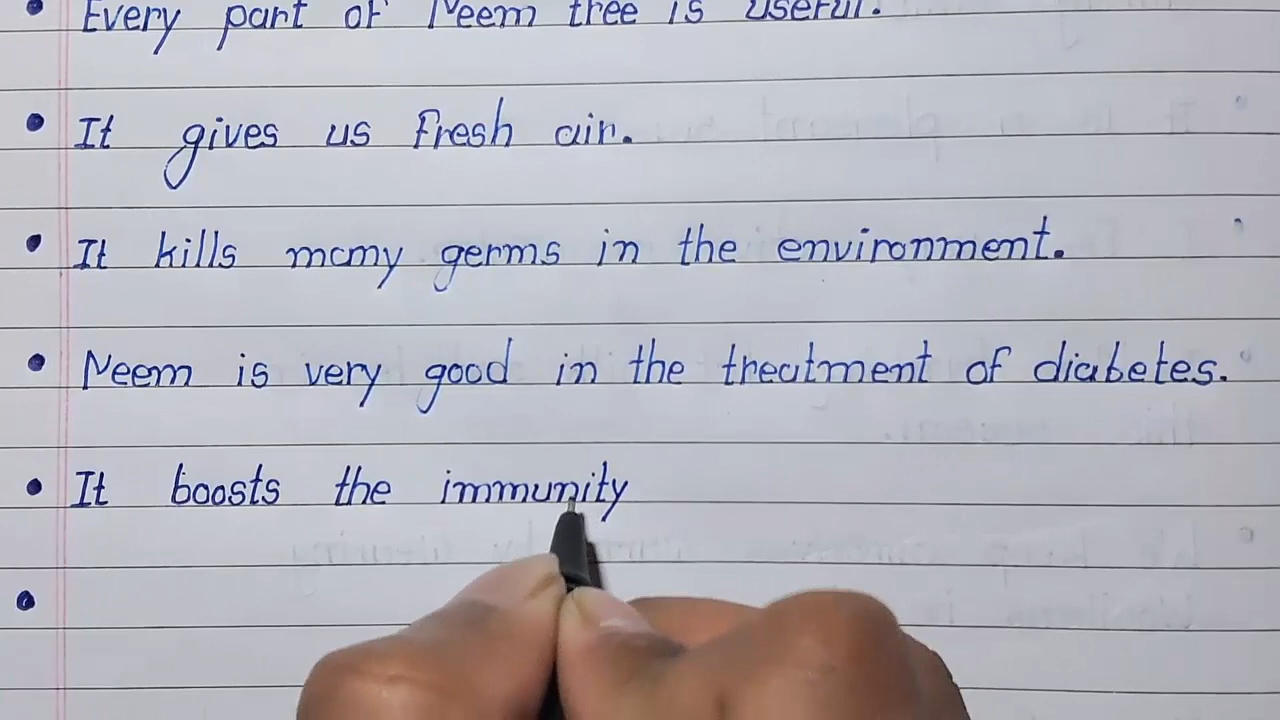 • Every part of Neem tree is useful.
• It gives us Fresh air.
• It kills many germs in the environment.
• Neem is very good in the treatment of diabetes.
• It boosts the immunity
•